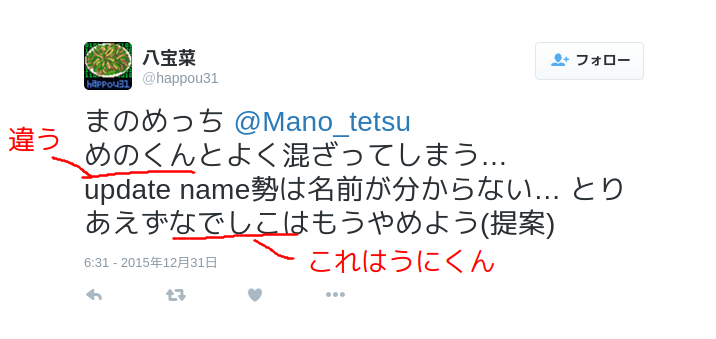 八宝菜
@happou31
フォロー
まのめっち @Mano_tetsu
違う
めのくんとよく混ざってしまう…
update name勢は名前が分からない… とり
あえずなでしこはもうやめよう(提案)
これはうにくん
6:31 - 2015年12月31日